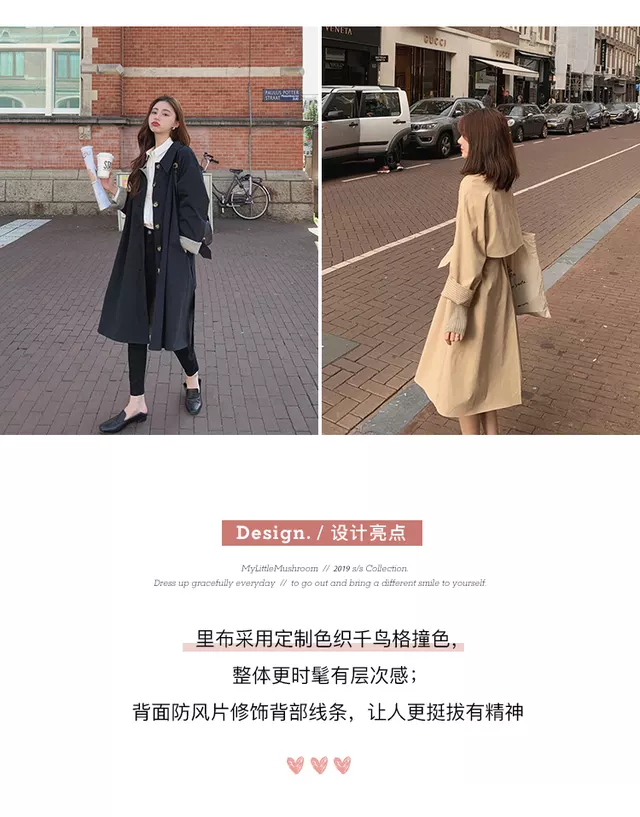 VENETA
GUCCI
PAULUS POTTER
STRAAT
Design. / 设计亮点
MyLittleMushroom // 2019 s/s Collection.
Dress up gracefully everyday // to go out and bring a different smile to yourself.
里布采用定制色织千鸟格撞色，
整体更时髦有层次感；
背面防风片修饰背部线条，让人更挺拔有精神